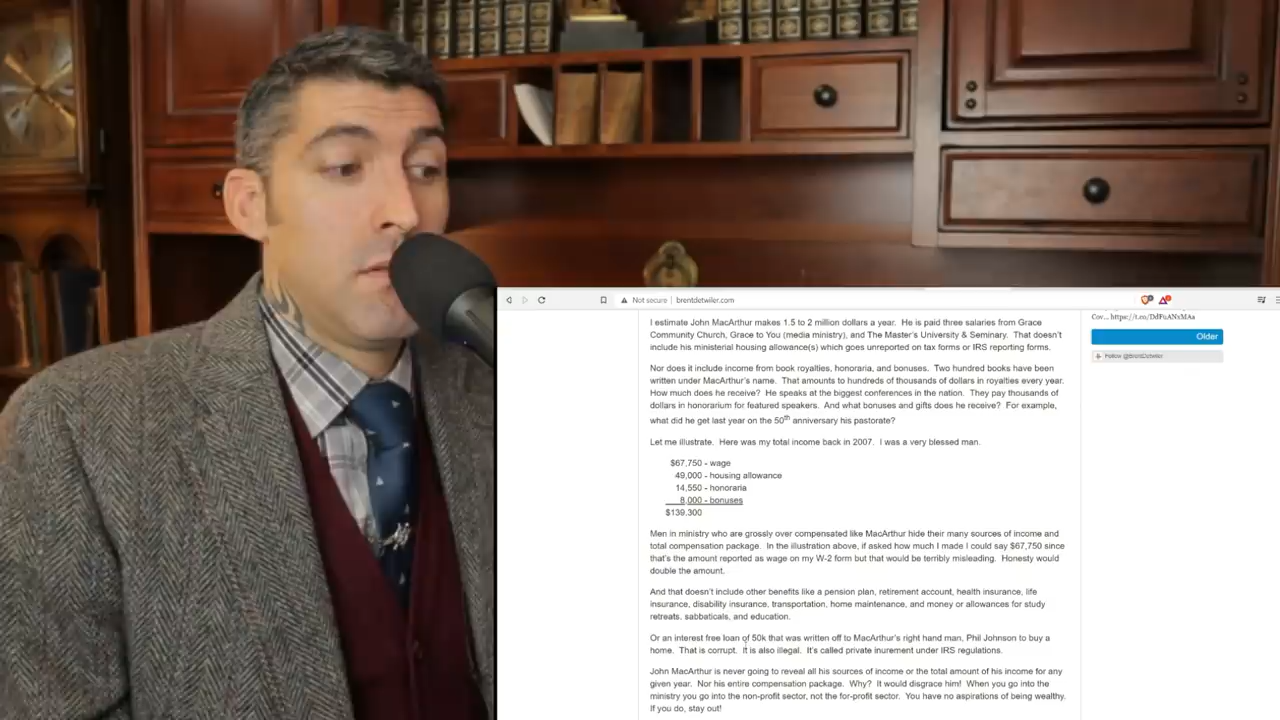 Not secure | brentdetwiler.com
I estimate John MacArthur makes 1.5 to 2 million dollars a year. He is paid three salaries from Grace
Community Church, Grace to You (media ministry), and The Master's University & Seminary. That doesn't
include his ministerial housing allowance(s) which goes unreported on tax forms or IRS reporting forms.
Nor does it include income from book royalties, honoraria, and bonuses. Two hundred books have been
written under MacArthur's name. That amounts to hundreds of thousands of dollars in royalties every year.
How much does he receive? He speaks at the biggest conferences in the nation. They pay thousands of
dollars in honorarium for featured speakers. And what bonuses and gifts does he receive? For example,
what did he get last year on the 50th anniversary his pastorate?
Let me illustrate. Here was my total income back in 2007. I was a very blessed man.
$67,750 - wage
49,000 - housing allowance
14,550 - honoraria
8,000 - bonuses
$139,300
Men in ministry who are grossly over compensated like MacArthur hide their many sources of income and
total compensation package. In the illustration above, if asked how much I made I could say $67,750 since
that's the amount reported as wage on my W-2 form but that would be terribly misleading. Honesty would
double the amount.
And that doesn't include other benefits like a pension plan, retirement account, health insurance, life
insurance, disability insurance, transportation, home maintenance, and money or allowances for study
retreats, sabbaticals, and education.
Or an interest free loan of 50k that was written off to MacArthur's right hand man, Phil Johnson to buy a
home. That is corrupt. It is also illegal. It's called private inurement under IRS regulations.
John MacArthur is never going to reveal all his sources of income or the total amount of his income for any
given year. Nor his entire compensation package. Why? It would disgrace him! When you go into the
ministry you go into the non-profit sector, not the for-profit sector. You have no aspirations of being wealthy.
If you do, stay out!
Cov... https://t.co/DdFuANxMAa
Older
Follow @BrentDetwiler